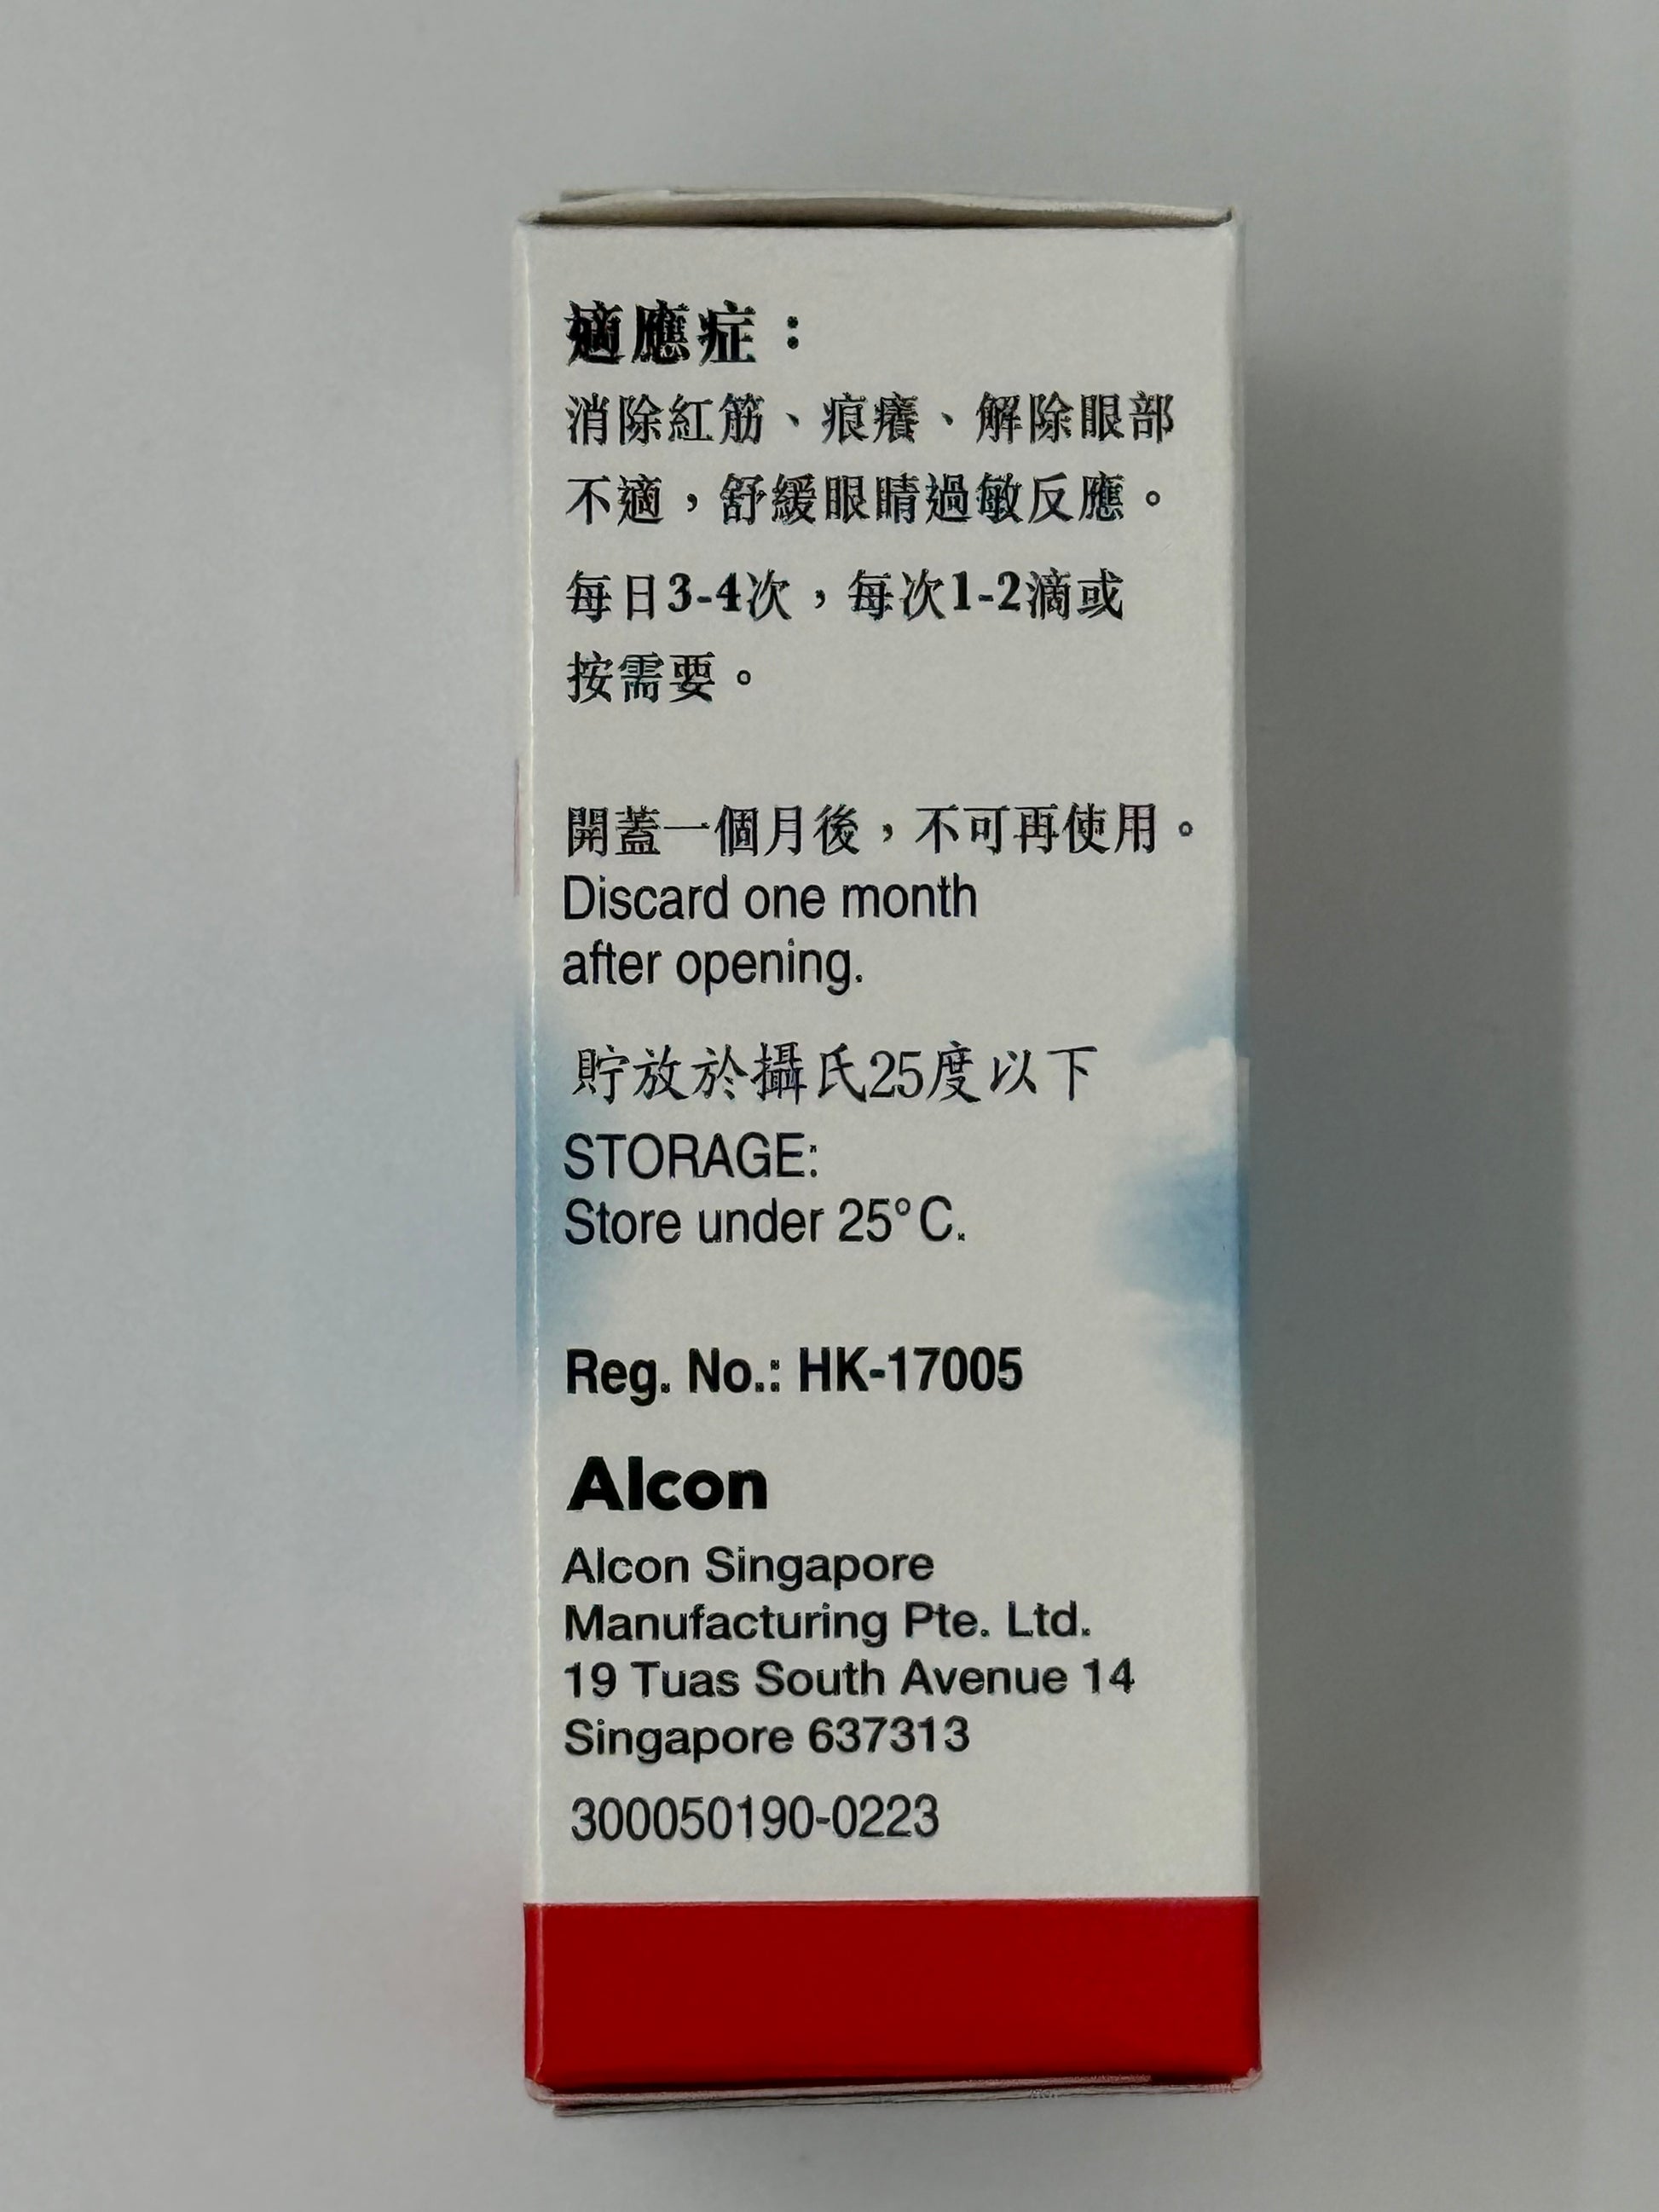 適應症：
消除紅筋、痕癢、解除眼部
不適，舒緩眼睛過敏反應。
每日3-4次，每次1-2滴或
按需要。
開蓋一個月後，不可再使用。
Discard one month
after opening.
貯放於攝氏25度以下
STORAGE:
Store under 25°C.
Reg. No.: HK-17005
Alcon
Alcon Singapore
Manufacturing Pte. Ltd.
19 Tuas South Avenue 14
Singapore 637313
300050190-0223